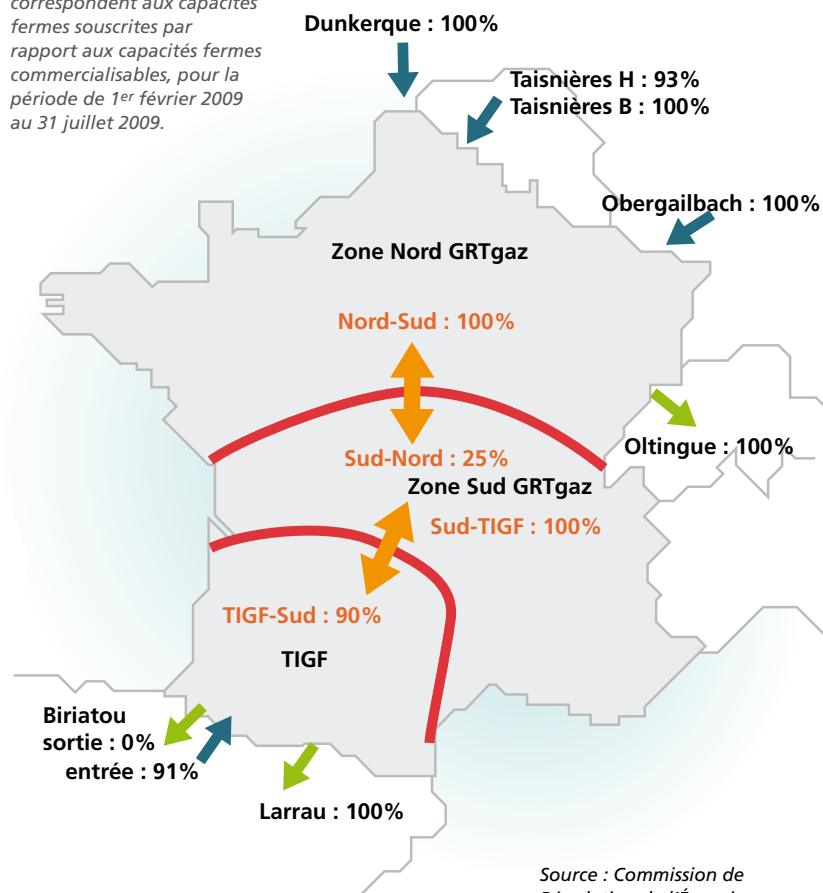 correspondent aux capacités
fermes souscrites par
rapport aux capacités fermes
commercialisables, pour la
période de 1er février 2009
au 31 juillet 2009.
Dunkerque : 100%
Taisnières H : 93%
Taisnières B : 100%
Obergailbach : 100%
Zone Nord GRTgaz
Nord-Sud : 100%
Oltingue : 100%
Sud-Nord : 25%
Zone Sud GRTgaz
Sud-TIGF : 100%
TIGF-Sud : 90%
TIGF
Biriatou
sortie : 0%
entrée : 91%
Larrau : 100%
Source : Commission de